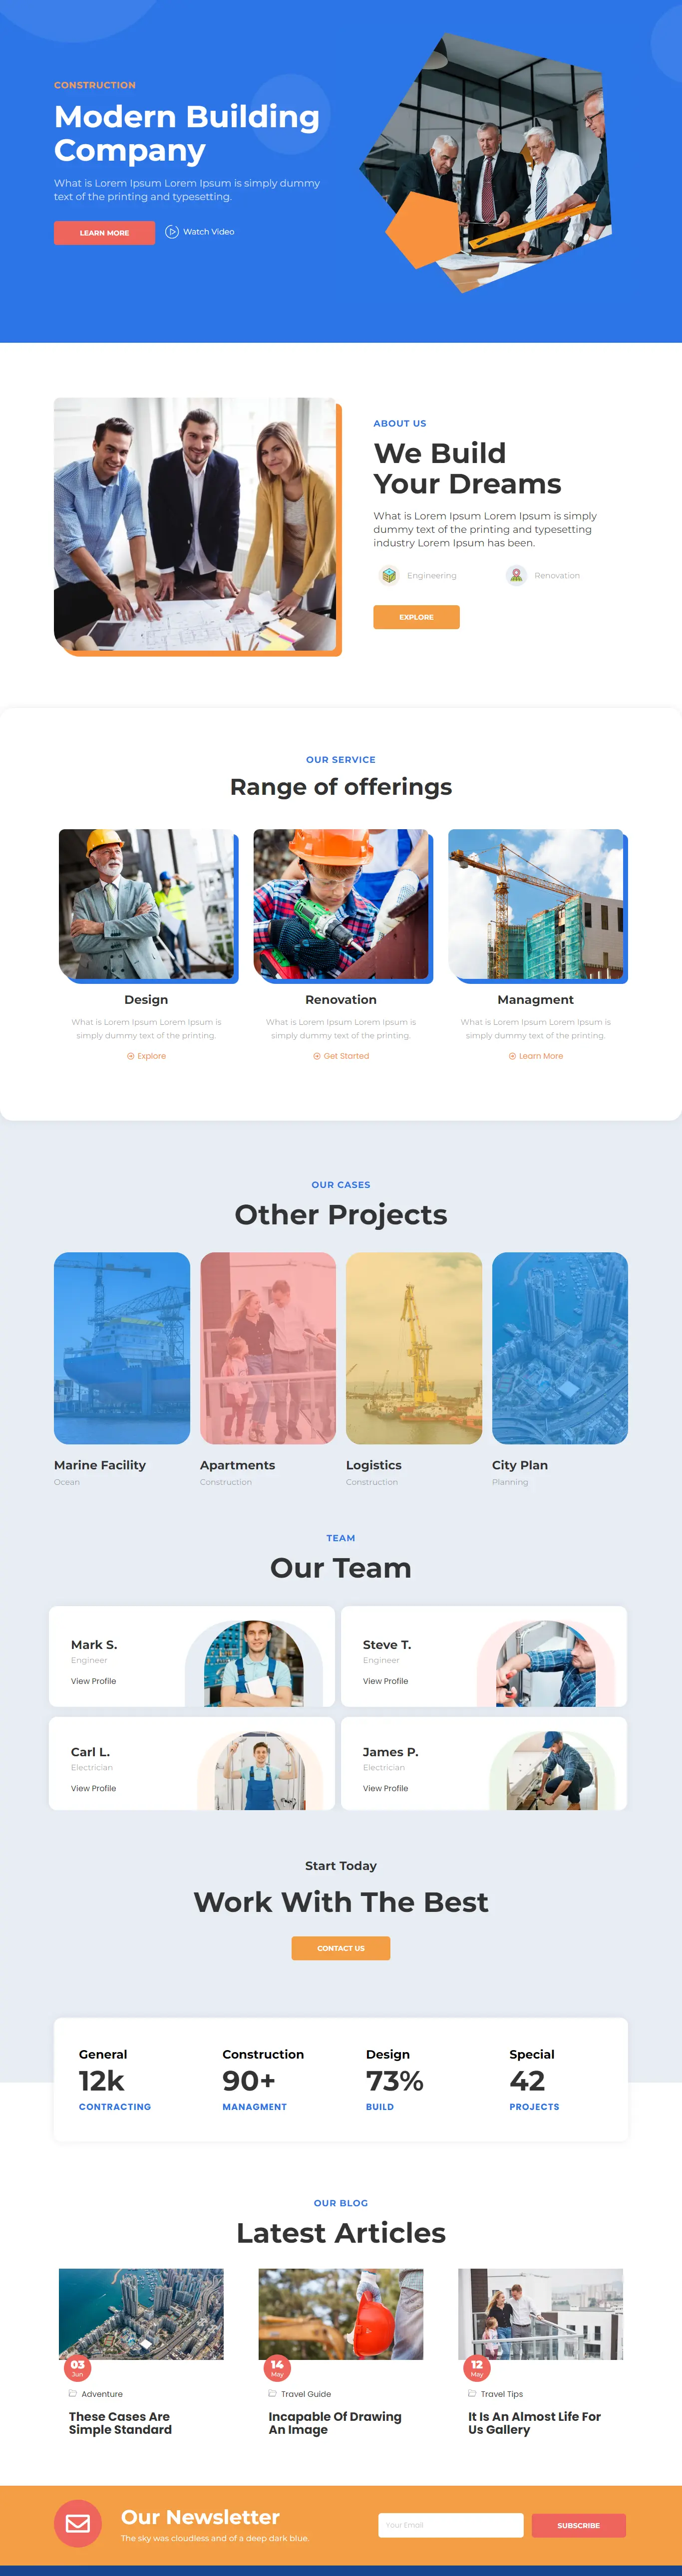 CONSTRUCTION
Modern Building
Company
What is Lorem Ipsum Lorem Ipsum is simply dummy
text of the printing and typesetting.
LEARN MORE
Watch Video
ABOUT US
We Build
Your Dreams
What is Lorem Ipsum Lorem Ipsum is simply
dummy text of the printing and typesetting
industry Lorem Ipsum has been.
Engineering
Renovation
EXPLORE
OUR SERVICE
Range of offerings
Design
What is Lorem Ipsum Lorem Ipsum is
simply dummy text of the printing.
Explore
Renovation
What is Lorem Ipsum Lorem Ipsum is
simply dummy text of the printing.
Get Started
Managment
What is Lorem Ipsum Lorem Ipsum is
simply dummy text of the printing.
Learn More
OUR CASES
Other Projects
Marine Facility
Ocean
Apartments
Construction
Logistics
Construction
City Plan
Planning
TEAM
Our Team
Mark S.
Engineer
View Profile
Steve T.
Engineer
View Profile
Carl L.
Electrician
View Profile
James P.
Electrician
View Profile
Start Today
Work With The Best
CONTACT US
General
12k
CONTRACTING
Construction
90+
MANAGMENT
Design
73%
BUILD
Special
42
PROJECTS
OUR BLOG
Latest Articles
03
Jun
Adventure
These Cases Are
Simple Standard
14
May
Travel Guide
Incapable Of Drawing
An Image
12
May
Travel Tips
It Is An Almost Life For
Us Gallery
Our Newsletter
The sky was cloudless and of a deep dark blue.
Your Email
SUBSCRIBE